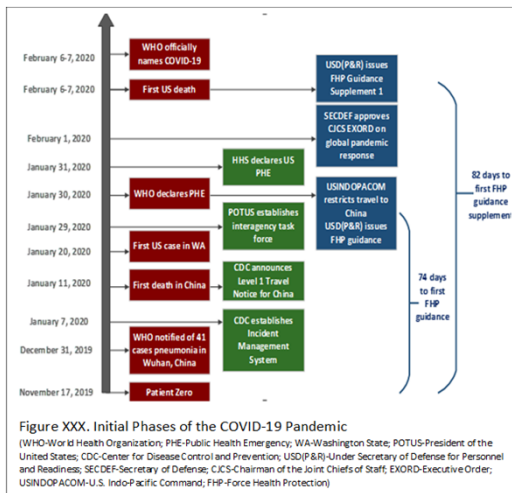 February 6-7, 2020
WHO officially
names COVID-19
February 6-7, 2020
First US death
USD(P&R) issues
FHP Guidance
Supplement 1
February 1, 2020
SECDEF approves
CJCS EXORD on
global pandemic
response
January 31, 2020
HHS declares US
PHE
January 30, 2020
WHO declares PHE
USINDOPACOM
restricts travel to
China
USD(P&R) issues
FHP guidance
January 29, 2020
POTUS establishes
interagency task
force
January 20, 2020
First US case in WA
January 11, 2020
First death in China
CDC announces
Level 1 Travel
Notice for China
January 7, 2020
CDC establishes
Incident
Management
System
December 31, 2019
WHO notified of 41
cases pneumonia in
Wuhan, China
November 17, 2019
Patient Zero
82 days to
first FHP
guidance
supplement
74 days
to first
FHP
guidance
Figure XXX. Initial Phases of the COVID-19 Pandemic
(WHO-World Health Organization; PHE-Public Health Emergency; WA-Washington State; POTUS-President of the
United States; CDC-Center for Disease Control and Prevention; USD(P&R)-Under Secretary of Defense for Personnel
and Readiness; SECDEF-Secretary of Defense; CJCS-Chairman of the Joint Chiefs of Staff; EXORD-Executive Order;
USINDOPACOM-U.S. Indo-Pacific Command; FHP-Force Health Protection)